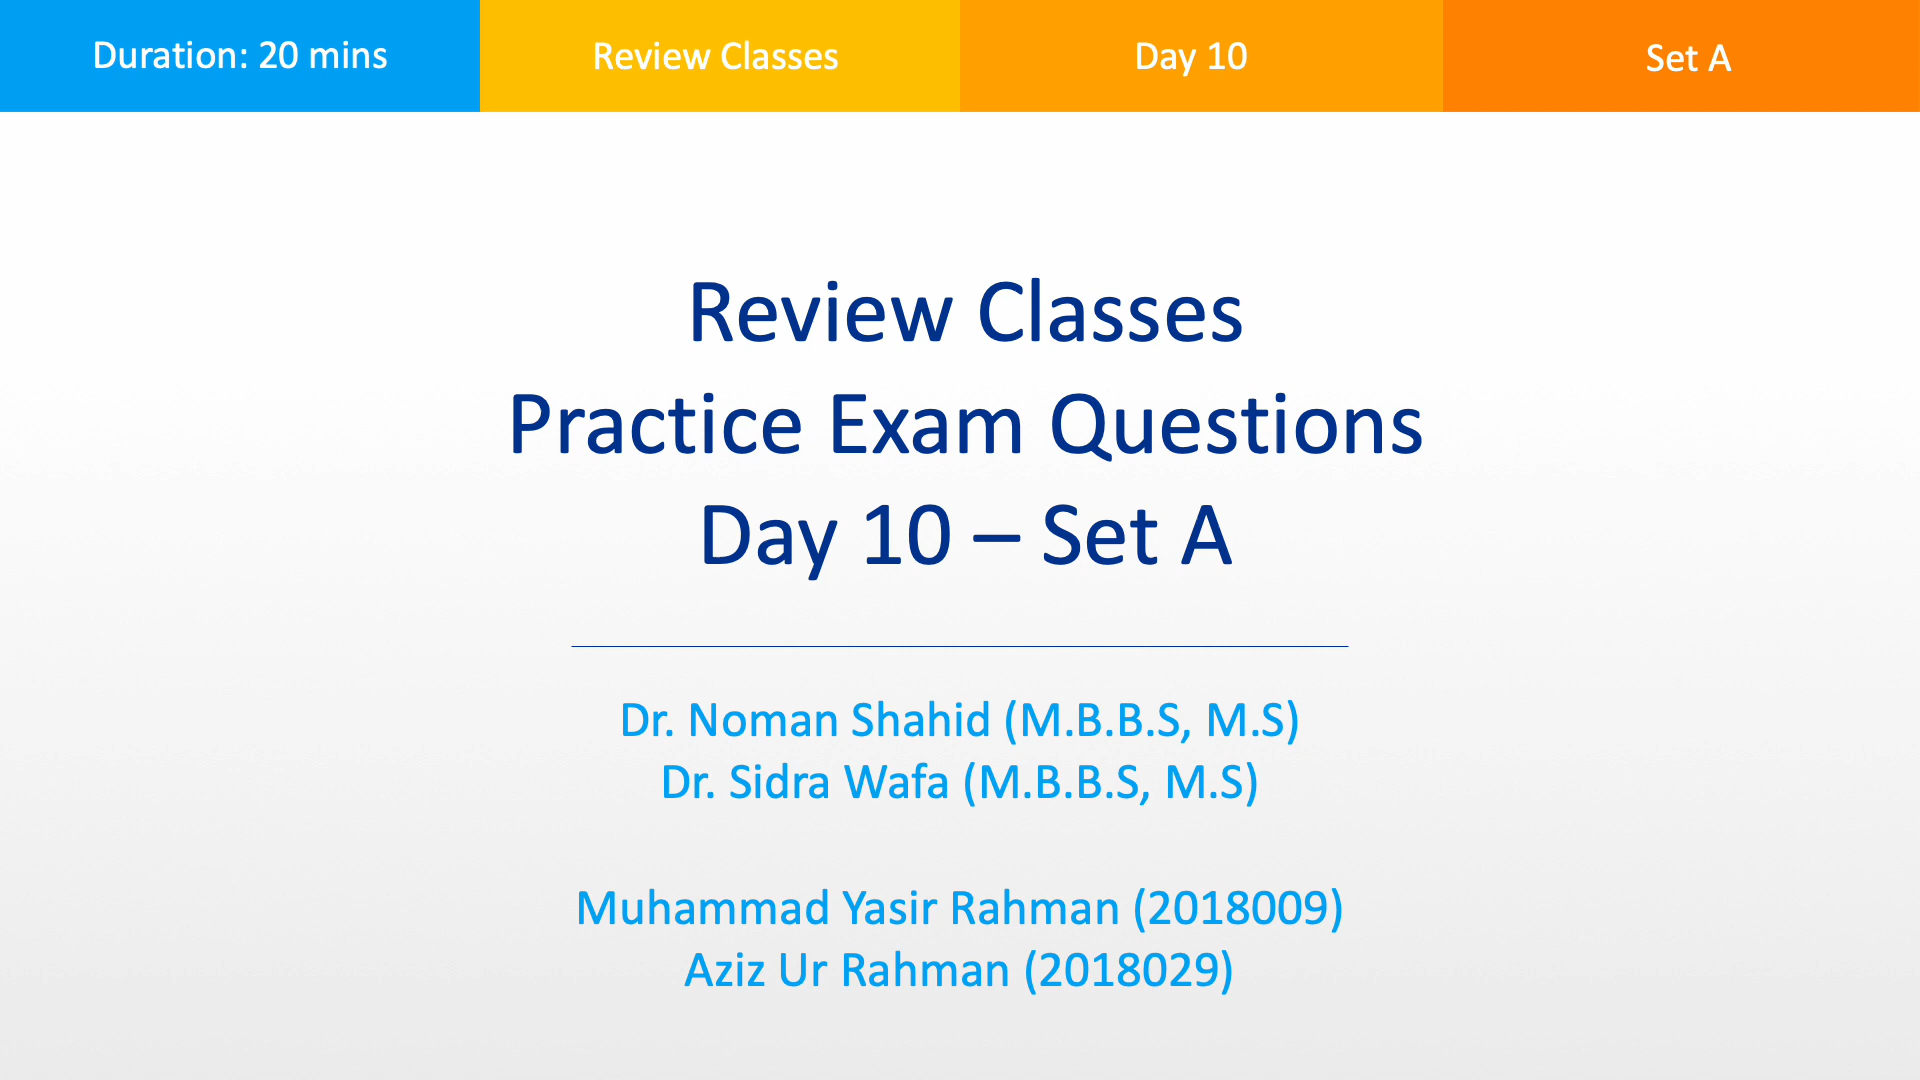 Duration: 20 mins
Review Classes
Day 10
Set A
Review Classes
Practice Exam Questions
Day 10 – Set A
Dr. Noman Shahid (M.B.B.S, M.S)
Dr. Sidra Wafa (M.B.B.S, M.S)
Muhammad Yasir Rahman (2018009)
Aziz Ur Rahman (2018029)